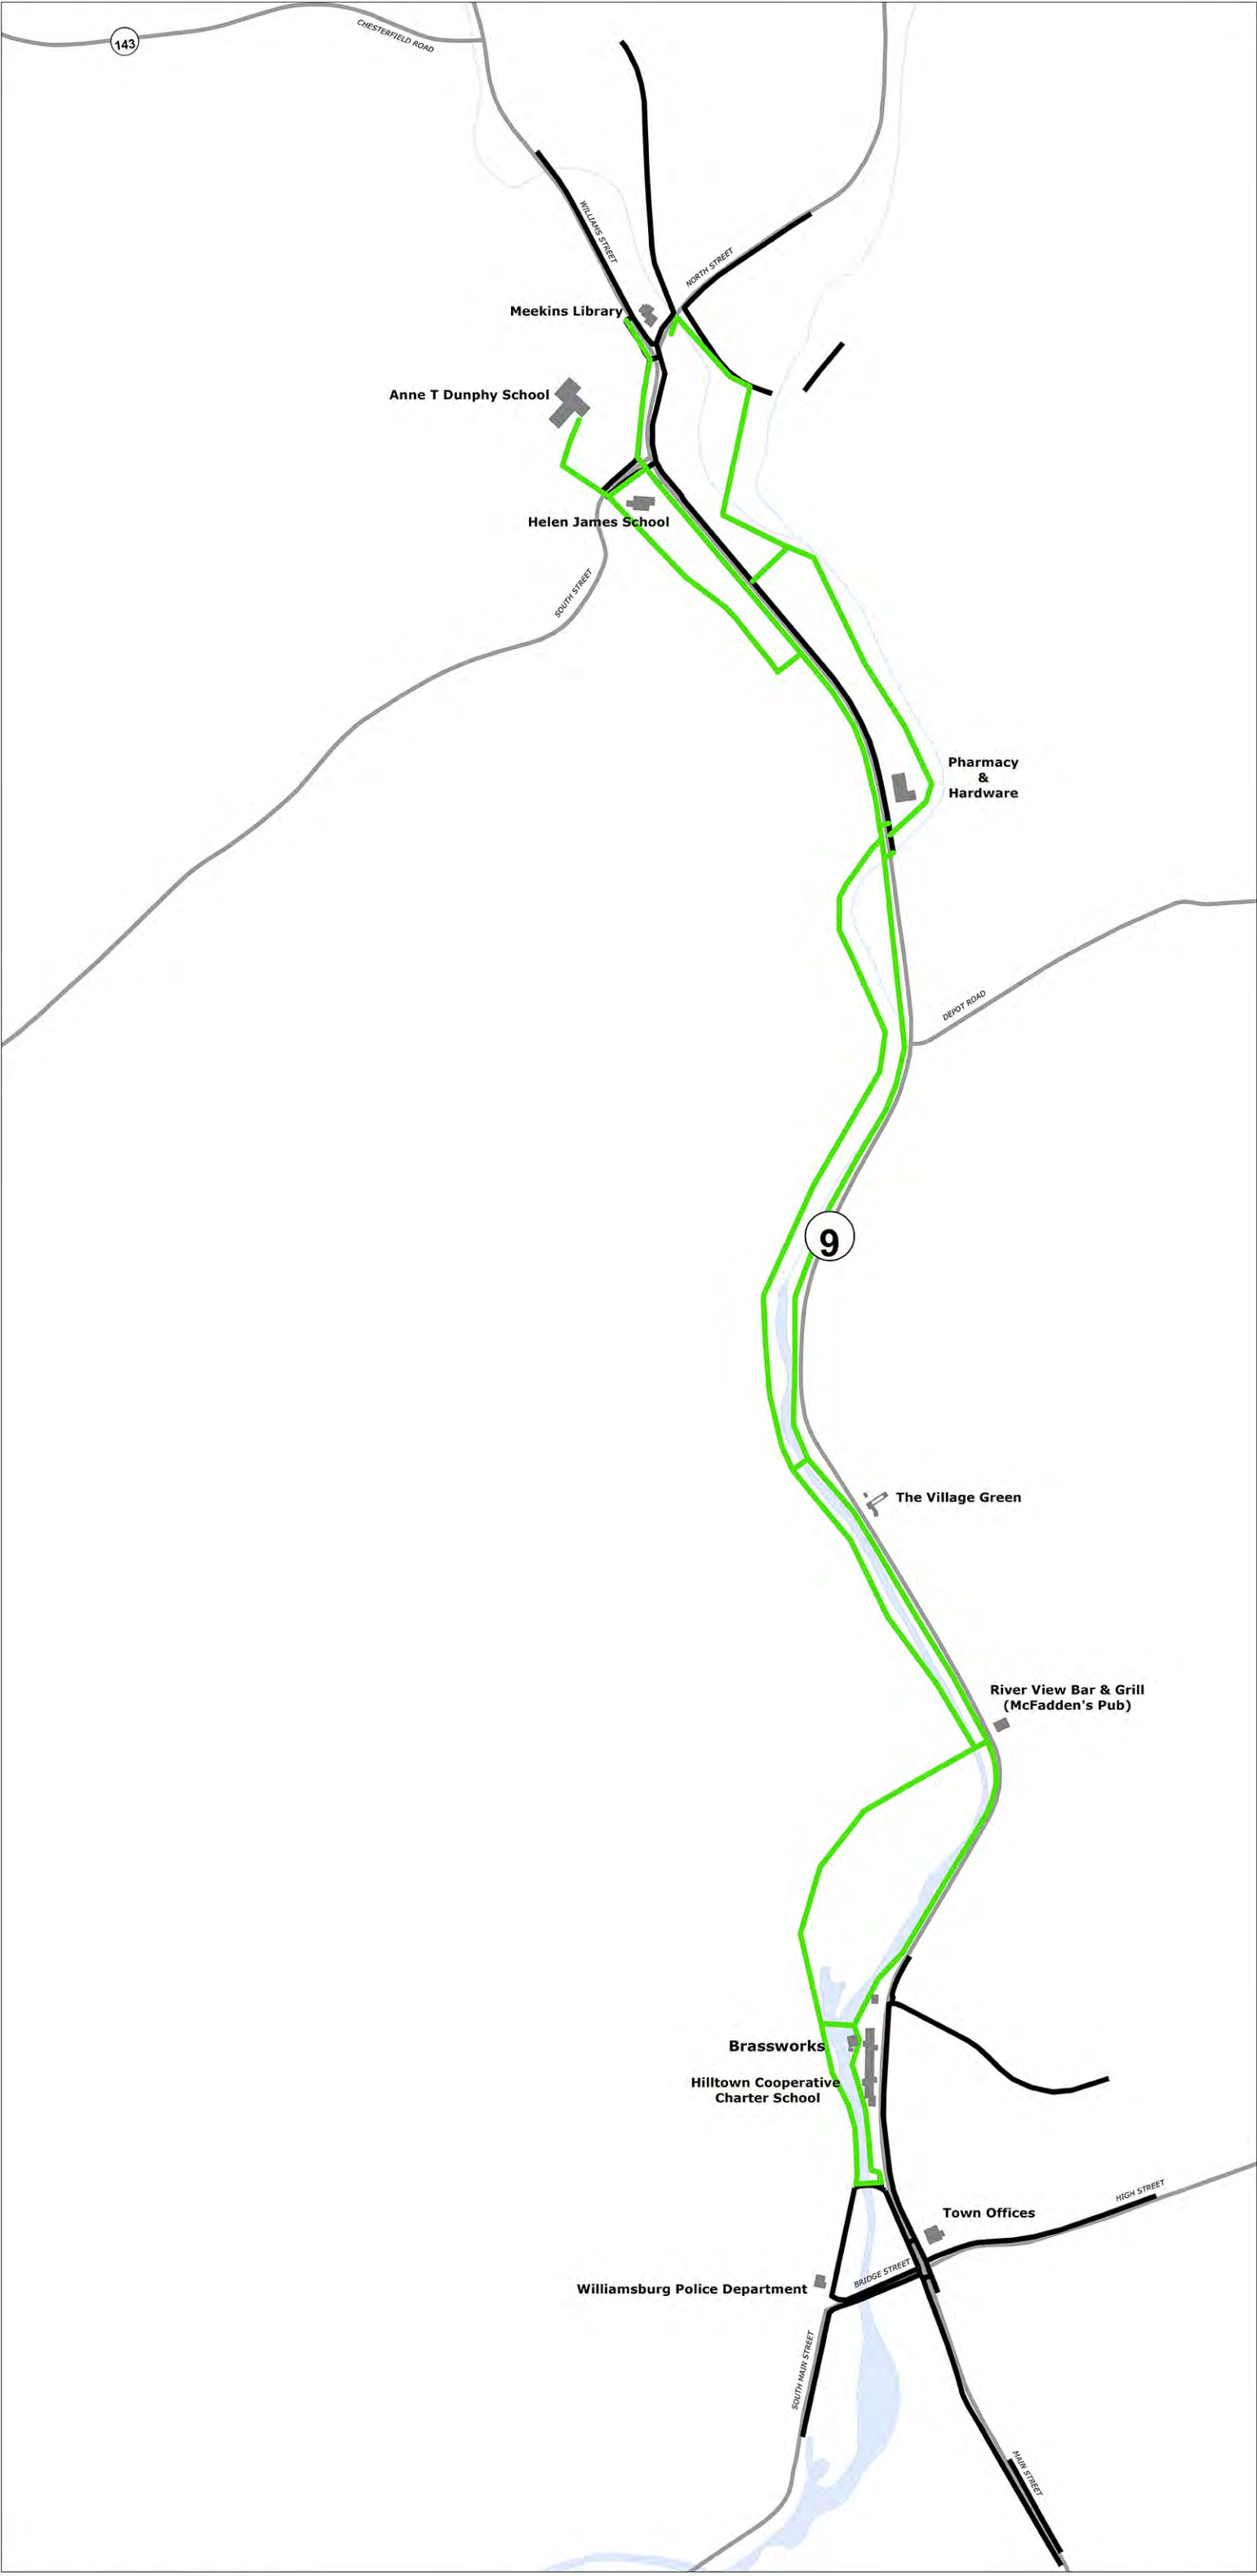 CHESTERFIELD ROAD
143
WILLIAMS STREET
NORTH STREET
Meekins Library
Anne T Dunphy School
Helen James School
SOUTH STREET
Pharmacy
&
Hardware
DEPOT ROAD
9
The Village Green
River View Bar & Grill
(McFadden's Pub)
Brassworks
Hilltown Cooperative
Charter School
HIGH STREET
Town Offices
BRIDGE STREET
Williamsburg Police Department
SOUTH MAIN STREET
MAIN STREET